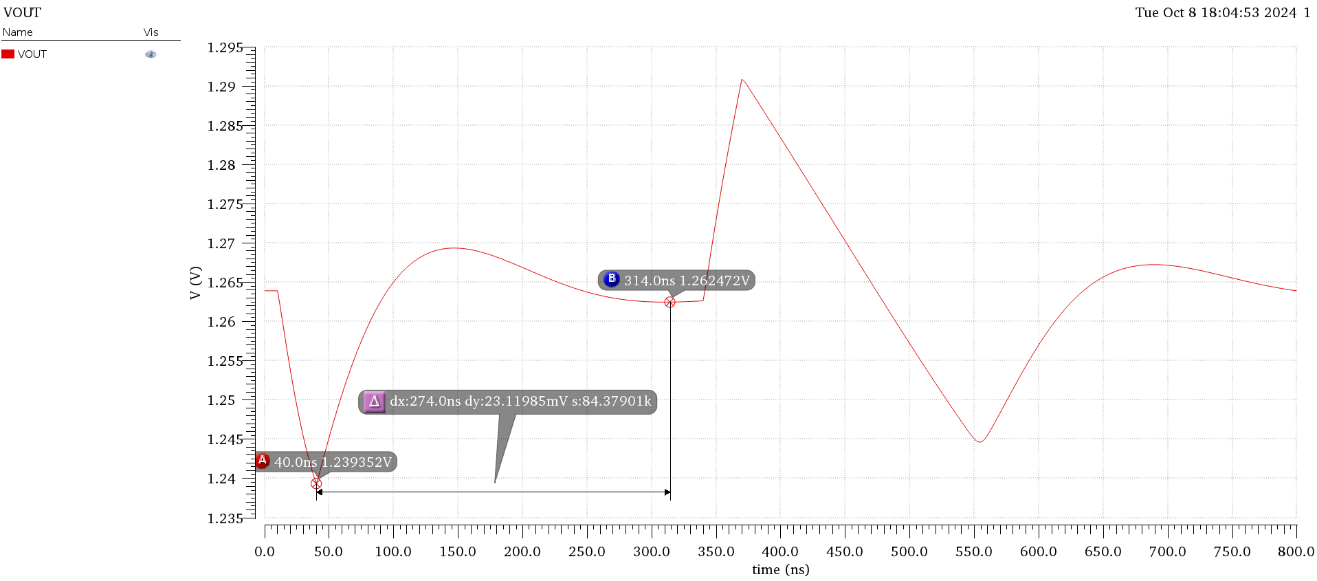 VOUT
Tue Oct 8 18:04:53 2024 1
Name Vis
VOUT
1.295
1.29
1.285
1.28
1.275
1.27
1.265
1.26
1.255
1.25
1.245
1.24
1.235
V (V)
B 314.0ns 1.262472V
Δ dx:274.0ns dy:23.11985mV s:84.37901k
A 40.0ns 1.239352V
0.0 50.0 100.0 150.0 200.0 250.0 300.0 350.0 400.0 450.0 500.0 550.0 600.0 650.0 700.0 750.0 800.0
time (ns)